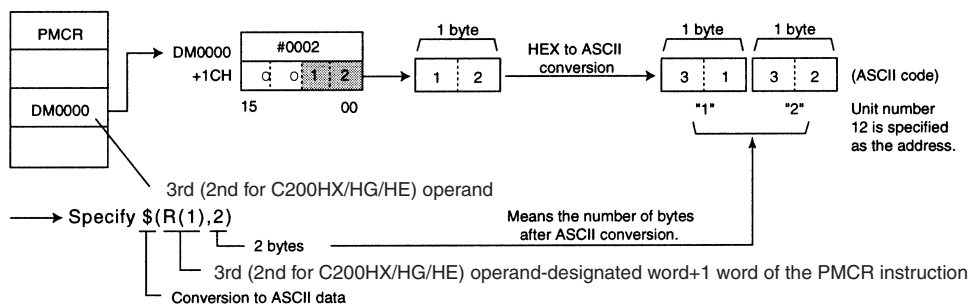 PMCR
DM0000
DM0000
+1CH
#0002
0 0 1 2
15 00
1 byte
1 2
HEX to ASCII
conversion
1 byte 1 byte
3 1 3 2
(ASCII code)
"1" "2"
Unit number
12 is specified
as the address.
3rd (2nd for C200HX/HG/HE) operand
Specify $(R(1),2)
2 bytes
Means the number of bytes
after ASCII conversion.
3rd (2nd for C200HX/HG/HE) operand-designated word+1 word of the PMCR instruction
Conversion to ASCII data